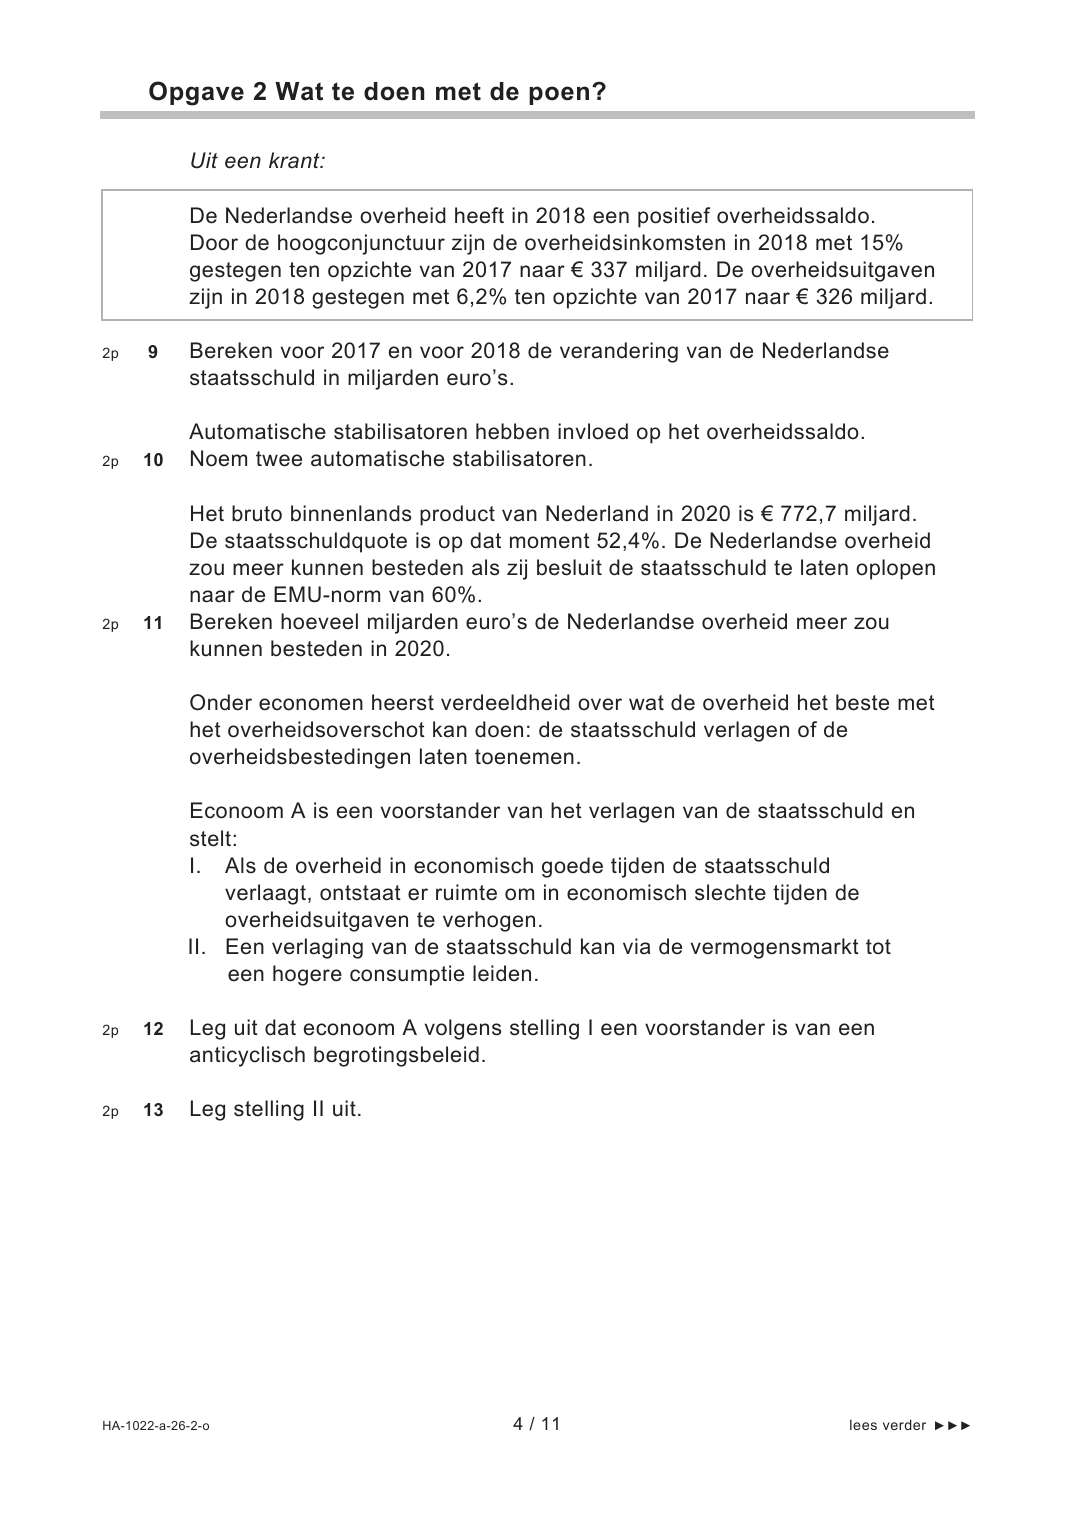 Opgave 2 Wat te doen met de poen?
Uit een krant:
De Nederlandse overheid heeft in 2018 een positief overheidssaldo.
Door de hoogconjunctuur zijn de overheidsinkomsten in 2018 met 15%
gestegen ten opzichte van 2017 naar € 337 miljard. De overheidsuitgaven
zijn in 2018 gestegen met 6,2% ten opzichte van 2017 naar € 326 miljard.
2p 9 Bereken voor 2017 en voor 2018 de verandering van de Nederlandse
staatsschuld in miljarden euro’s.
Automatische stabilisatoren hebben invloed op het overheidssaldo.
2p 10 Noem twee automatische stabilisatoren.
Het bruto binnenlands product van Nederland in 2020 is € 772,7 miljard.
De staatsschuldquote is op dat moment 52,4%. De Nederlandse overheid
zou meer kunnen besteden als zij besluit de staatsschuld te laten oplopen
naar de EMU-norm van 60%.
2p 11 Bereken hoeveel miljarden euro’s de Nederlandse overheid meer zou
kunnen besteden in 2020.
Onder economen heerst verdeeldheid over wat de overheid het beste met
het overheidsoverschot kan doen: de staatsschuld verlagen of de
overheidsbestedingen laten toenemen.
Econoom A is een voorstander van het verlagen van de staatsschuld en
stelt:
I. Als de overheid in economisch goede tijden de staatsschuld
verlaagt, ontstaat er ruimte om in economisch slechte tijden de
overheidsuitgaven te verhogen.
II. Een verlaging van de staatsschuld kan via de vermogensmarkt tot
een hogere consumptie leiden.
2p 12 Leg uit dat econoom A volgens stelling I een voorstander is van een
anticyclisch begrotingsbeleid.
2p 13 Leg stelling II uit.
HA-1022-a-26-2-o 4 / 11 lees verder ►►►